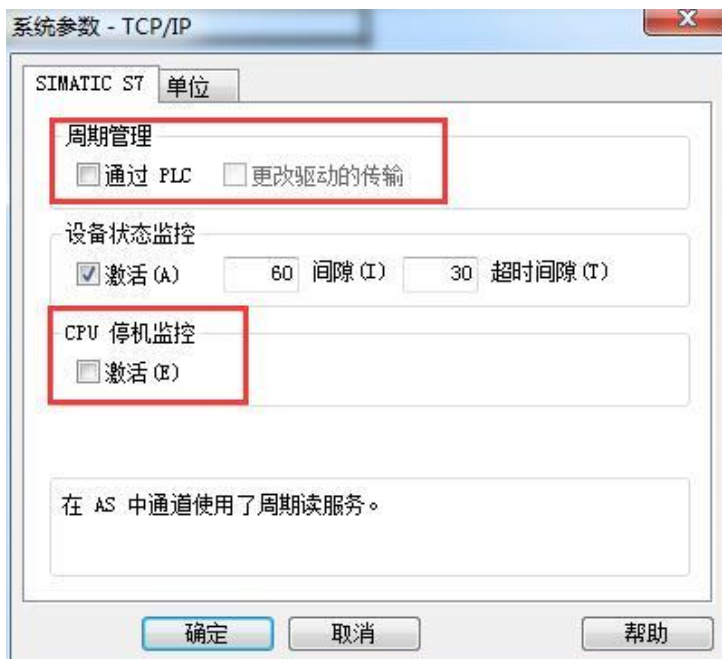 系统参数 - TCP/IP
SIMATIC S7 单位
周期管理
通过 PLC 更改驱动的传输
设备状态监控
激活(A) 60 间隙(I) 30 超时间隙(T)
CPU 停机监控
激活(E)
在 AS 中通道使用了周期读服务。
确定 取消 帮助